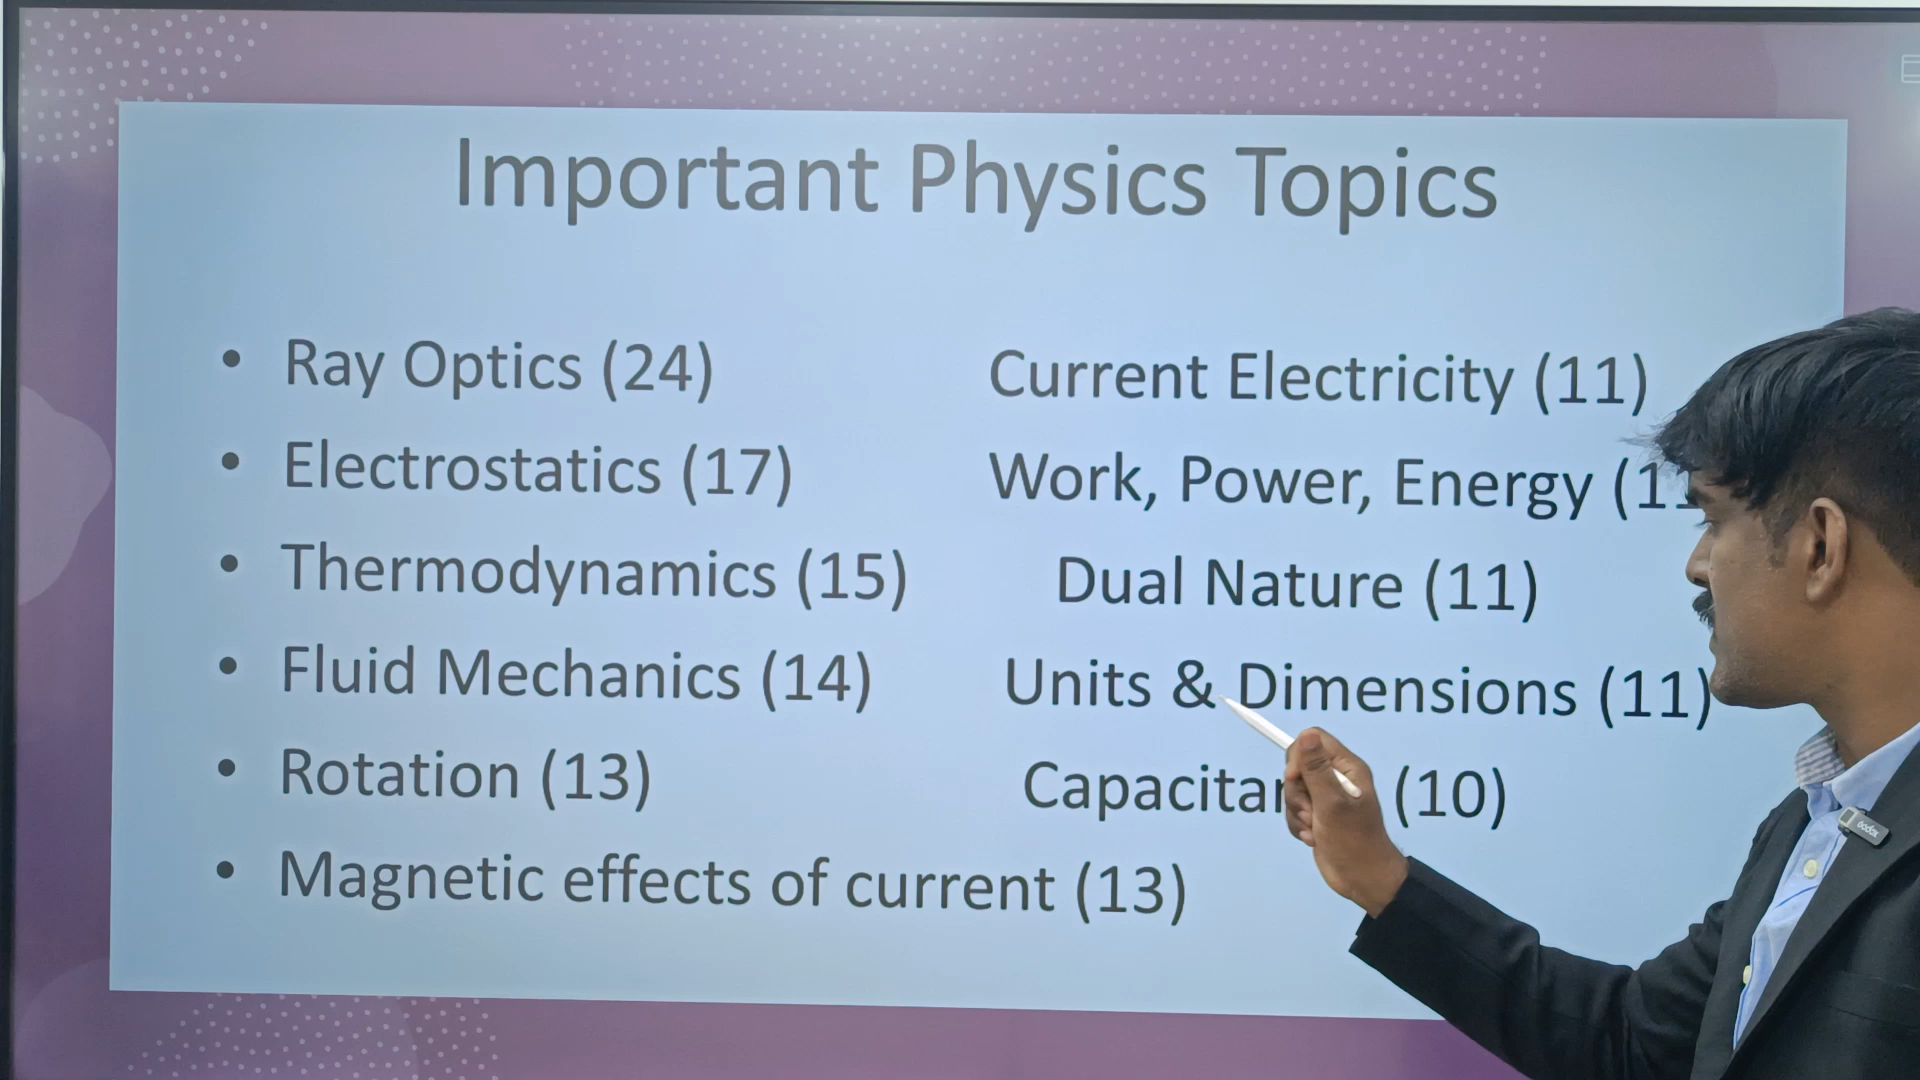 Important Physics Topics
• Ray Optics (24)
• Electrostatics (17)
• Thermodynamics (15)
• Fluid Mechanics (14)
• Rotation (13)
• Magnetic effects of current (13)
Current Electricity (11)
Work, Power, Energy
Dual Nature (11)
Units & Dimensions (11)
(10)
Godox